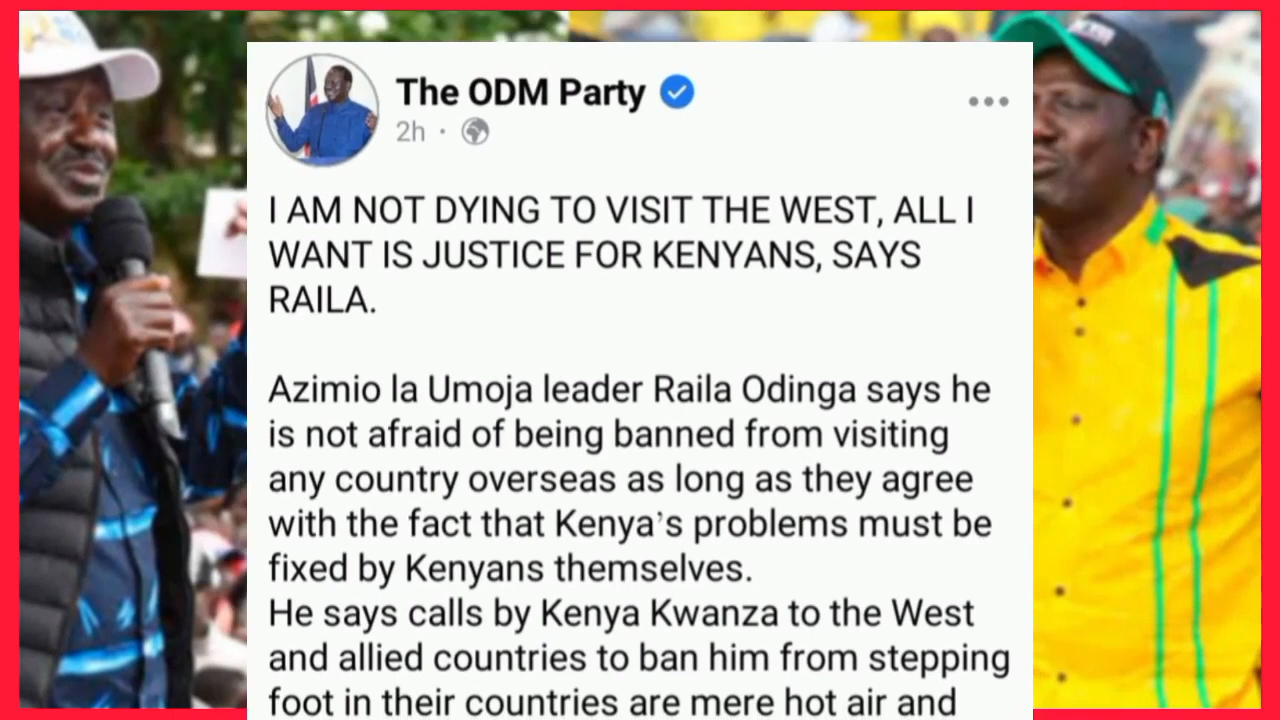 The ODM Party
2h ·
I AM NOT DYING TO VISIT THE WEST, ALL I
WANT IS JUSTICE FOR KENYANS, SAYS
RAILA.
Azimio la Umoja leader Raila Odinga says he
is not afraid of being banned from visiting
any country overseas as long as they agree
with the fact that Kenya’s problems must be
fixed by Kenyans themselves.
He says calls by Kenya Kwanza to the West
and allied countries to ban him from stepping
foot in their countries are mere hot air and